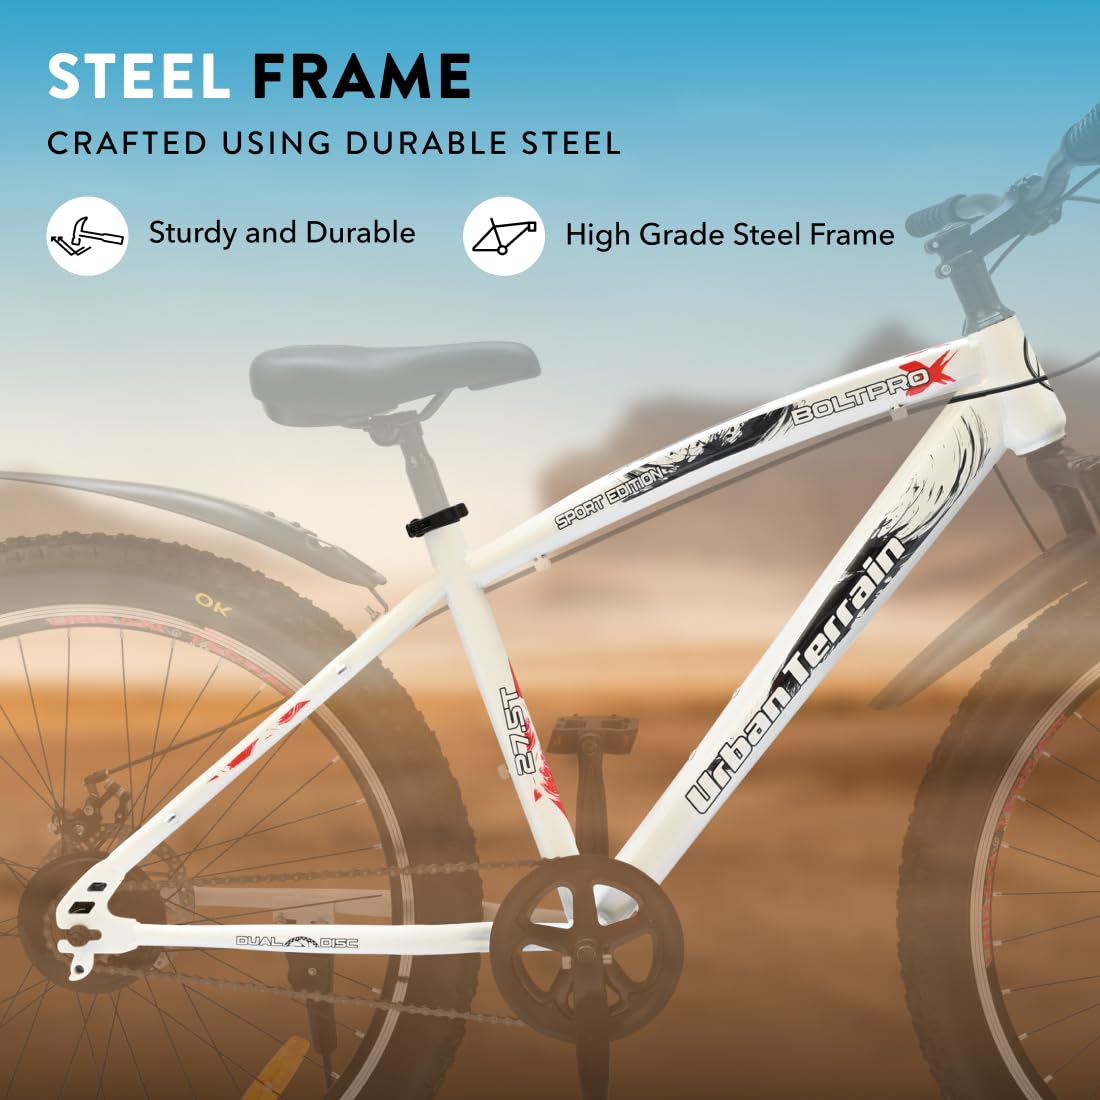 STEEL FRAME
CRAFTED USING DURABLE STEEL
Sturdy and Durable
High Grade Steel Frame
BOLTPROX
SPORT EDITION
Urban Terrain
27.5T
OK
DUAL DISC